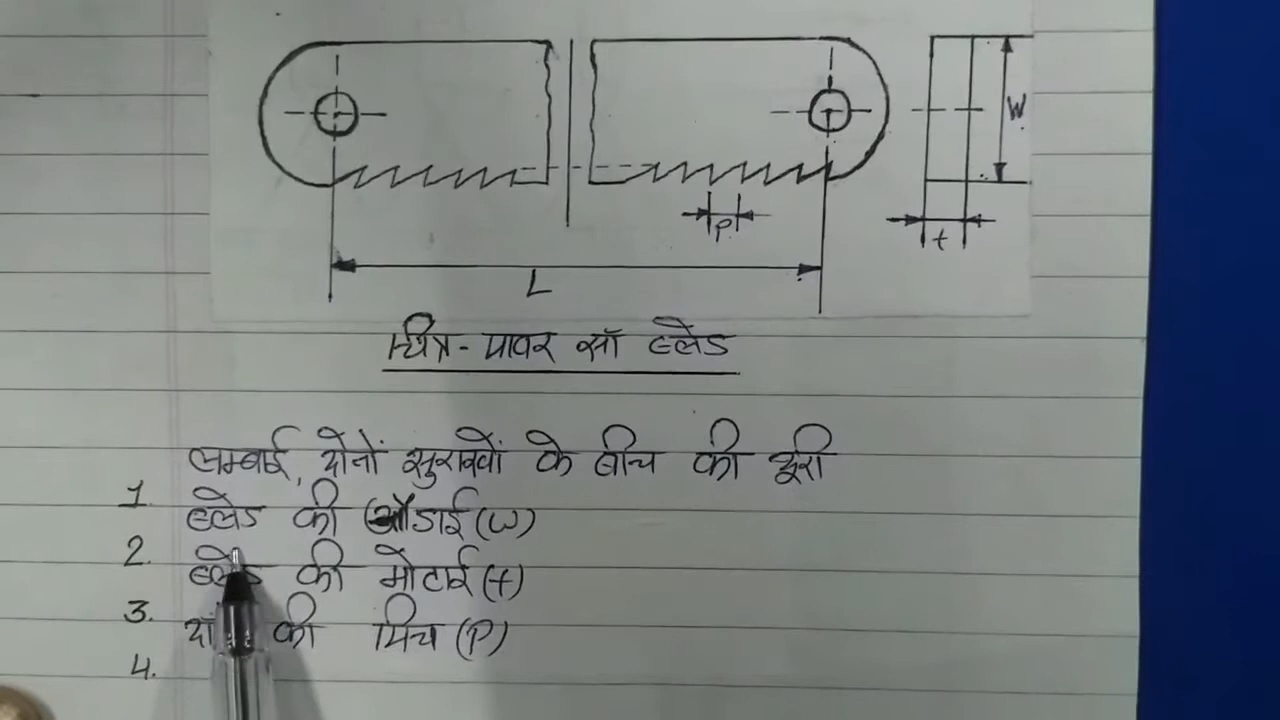 W
P
t
L
चित्र - पावर सॉ ब्लेड
लम्बाई, दोनों सुराखों के बीच की दूरी
1. ब्लेड की चौडाई (W)
2. ब्लेड की मोटाई (t)
3. की पिच (P)
4.